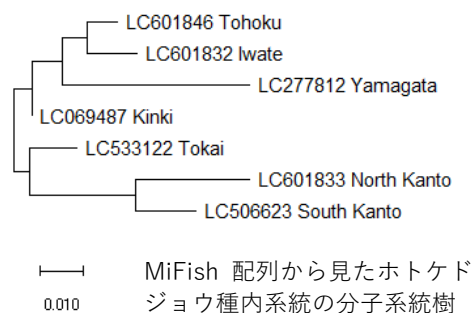 LC601846 Tohoku
LC601832 Iwate
LC277812 Yamagata
LC069487 Kinki
LC533122 Tokai
LC601833 North Kanto
LC506623 South Kanto
0.010
MiFish 配列から見たホトケド
ジョウ種内系統の分子系統樹